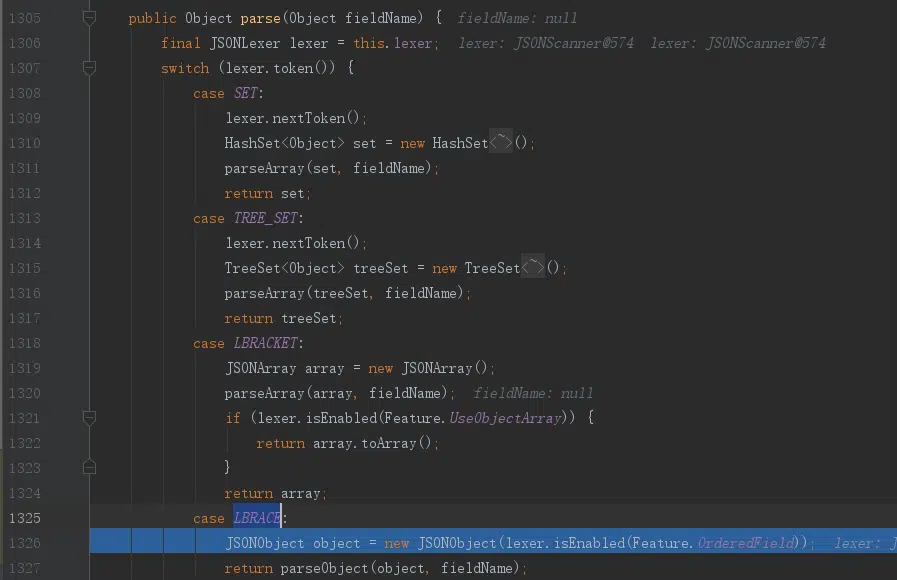 1305 public Object parse(Object fieldName) { fieldName: null
1306 final JSONLexer lexer = this.lexer; lexer: JSONScanner@574 lexer: JSONScanner@574
1307 switch (lexer.token()) {
1308 case SET:
1309 lexer.nextToken();
1310 HashSet<Object> set = new HashSet<~>();
1311 parseArray(set, fieldName);
1312 return set;
1313 case TREE_SET:
1314 lexer.nextToken();
1315 TreeSet<Object> treeSet = new TreeSet<~>();
1316 parseArray(treeSet, fieldName);
1317 return treeSet;
1318 case LBRACKET:
1319 JSONArray array = new JSONArray();
1320 parseArray(array, fieldName); fieldName: null
1321 if (lexer.isEnabled(Feature.UseObjectArray)) {
1322 return array.toArray();
1323 }
1324 return array;
1325 case LBRACE:
1326 JSONObject object = new JSONObject(lexer.isEnabled(Feature.OrderedField)); lexer: J
1327 return parseObject(object, fieldName);